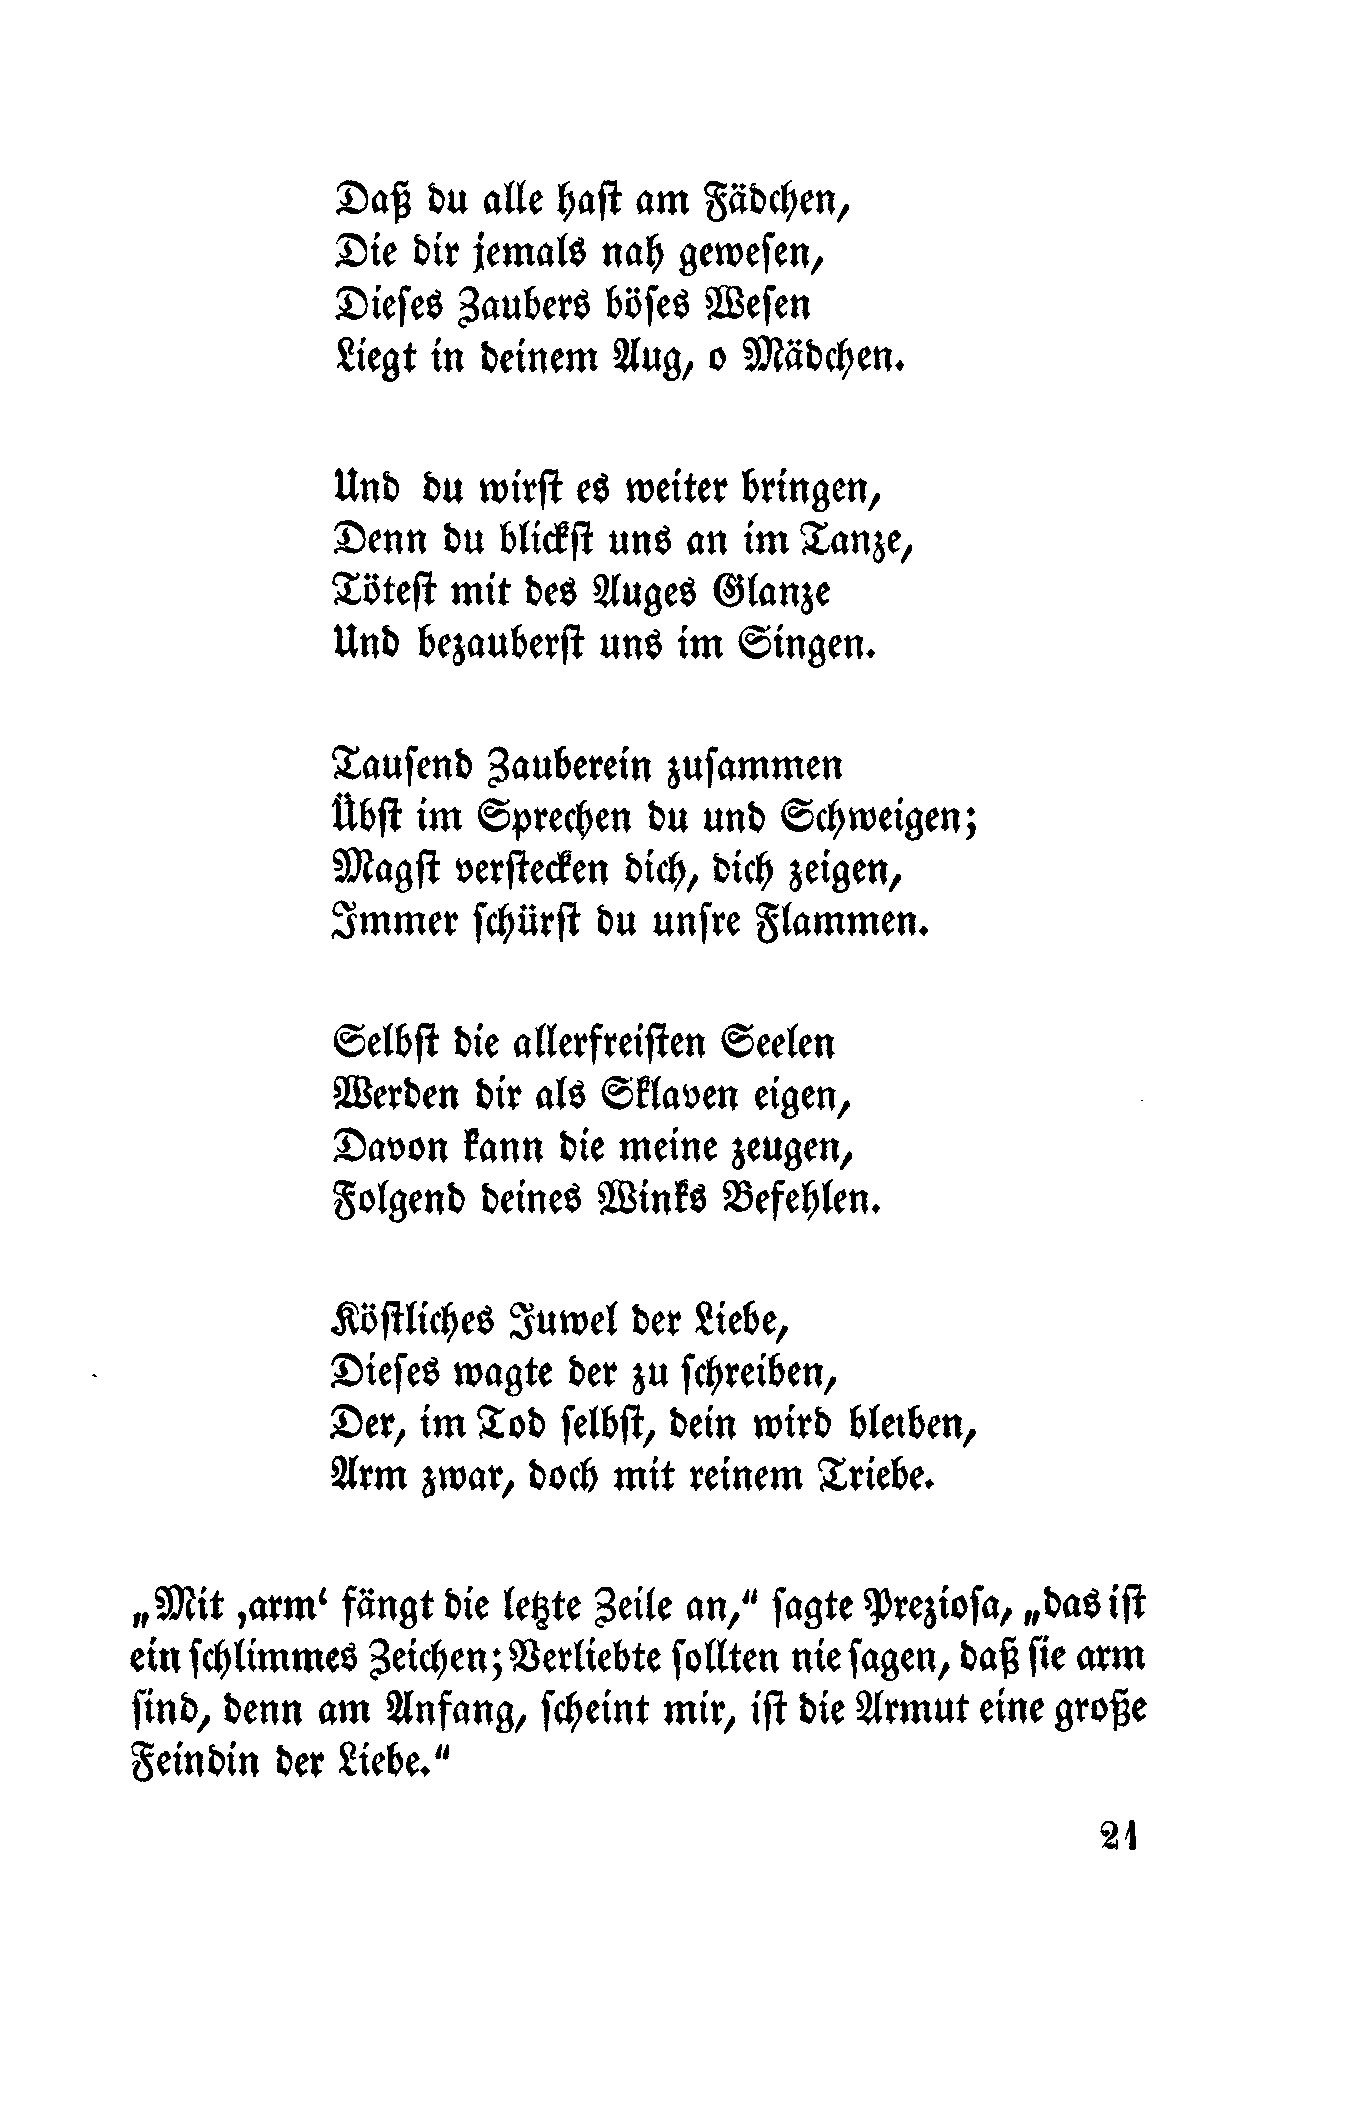 Daß du alle hast am Fädchen,
Die dir jemals nah gewesen,
Dieses Zaubers böses Wesen
Liegt in deinem Aug, o Mädchen.
Und du wirst es weiter bringen,
Denn du blickst uns an im Tanze,
Tötest mit des Auges Glanze
Und bezauberst uns im Singen.
Tausend Zauberein zusammen
Übst im Sprechen du und Schweigen;
Magst verstecken dich, dich zeigen,
Immer schürst du unsre Flammen.
Selbst die allerfreisten Seelen
Werden dir als Sklaven eigen,
Davon kann die meine zeugen,
Folgend deines Winks Befehlen.
Köstliches Juwel der Liebe,
Dieses wagte der zu schreiben,
Der, im Tod selbst, dein wird bleiben,
Arm zwar, doch mit reinem Triebe.
„Mit ‚arm‘ fängt die letzte Zeile an,“ sagte Preziosa, „das ist
ein schlimmes Zeichen; Verliebte sollten nie sagen, daß sie arm
sind, denn am Anfang, scheint mir, ist die Armut eine große
Feindin der Liebe.“
21